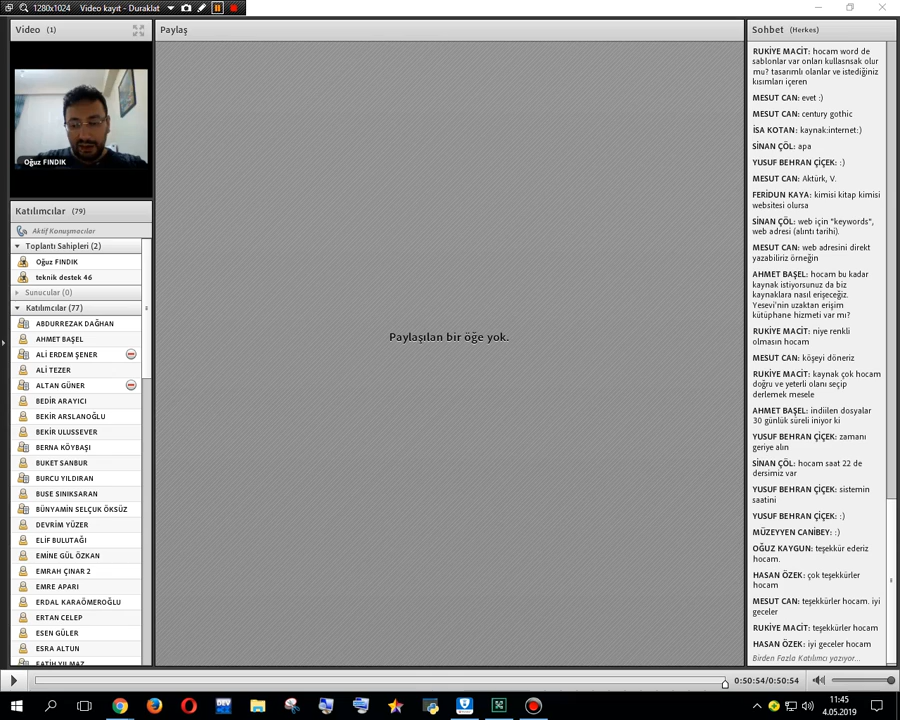 1280x1024 Video kayıt - Duraklat
Video (1)
Oğuz FINDIK
Katılımcılar (79)
Aktif Konuşmacılar
Toplantı Sahipleri (2)
Oğuz FINDIK
teknik destek 46
Sunucular (0)
Katılımcılar (77)
ABDURREZAK DAĞHAN
AHMET BAŞEL
ALİ ERDEM ŞENER
ALİ TEZER
ALTAN GÜNER
BEDİR ARAYICI
BEKİR ARSLANOĞLU
BEKIR ULUSSEVER
BERNA KÖYBAŞI
BUKET SANBUR
BURCU YILDIRAN
BUSE SINIKSARAN
BÜNYAMİN SELÇUK ÖKSÜZ
DEVRİM YÜZER
ELİF BULUTAĞI
EMİNE GÜL ÖZKAN
EMRAH ÇINAR 2
EMRE APARI
ERDAL KARAÖMEROĞLU
ERTAN CELEP
ESEN GÜLER
ESRA ALTUN
FATİH YILMAZ
Paylaş
Paylaşılan bir öğe yok.
Sohbet (Herkes)
RUKİYE MACİT: hocam word de
sablonlar var onları kullasnsak olur
mu? tasarımlı olanlar ve istediğiniz
kısımları içeren
MESUT CAN: evet :)
MESUT CAN: century gothic
İSA KOTAN: kaynak:internet:)
SİNAN ÇÖL: apa
YUSUF BEHRAN ÇİÇEK: :)
MESUT CAN: Aktürk, V.
FERİDUN KAYA: kimisi kitap kimisi
websitesi olursa
SİNAN ÇÖL: web için "keywords",
web adresi (alıntı tarihi).
MESUT CAN: web adresini direkt
yazabiliriz örneğin
AHMET BAŞEL: hocam bu kadar
kaynak istiyorsunuz da biz
kaynaklara nasıl erişeceğiz.
Yesevi'nin uzaktan erişim
kütüphane hizmeti var mı?
RUKİYE MACİT: niye renkli
olmasın hocam
MESUT CAN: köşeyi döneriz
RUKİYE MACİT: kaynak çok hocam
doğru ve yeterli olanı seçip
derlemek mesele
AHMET BAŞEL: indiilen dosyalar
30 günlük süreli iniyor ki
YUSUF BEHRAN ÇİÇEK: zamanı
geriye alın
SİNAN ÇÖL: hocam saat 22 de
dersimiz var
YUSUF BEHRAN ÇİÇEK: sistemin
saatini
YUSUF BEHRAN ÇİÇEK: :)
MÜZEYYEN CANİBEY: :)
OĞUZ KAYGUN: teşekkür ederiz
hocam.
HASAN ÖZEK: çok teşekkürler
hocam
MESUT CAN: teşekkürler hocam. iyi
geceler
RUKİYE MACİT: teşekkürler hocam
HASAN ÖZEK: iyi geceler hocam
Birden Fazla Katılımcı yazıyor...
0:50:54/0:50:54
11:45
4.05.2019